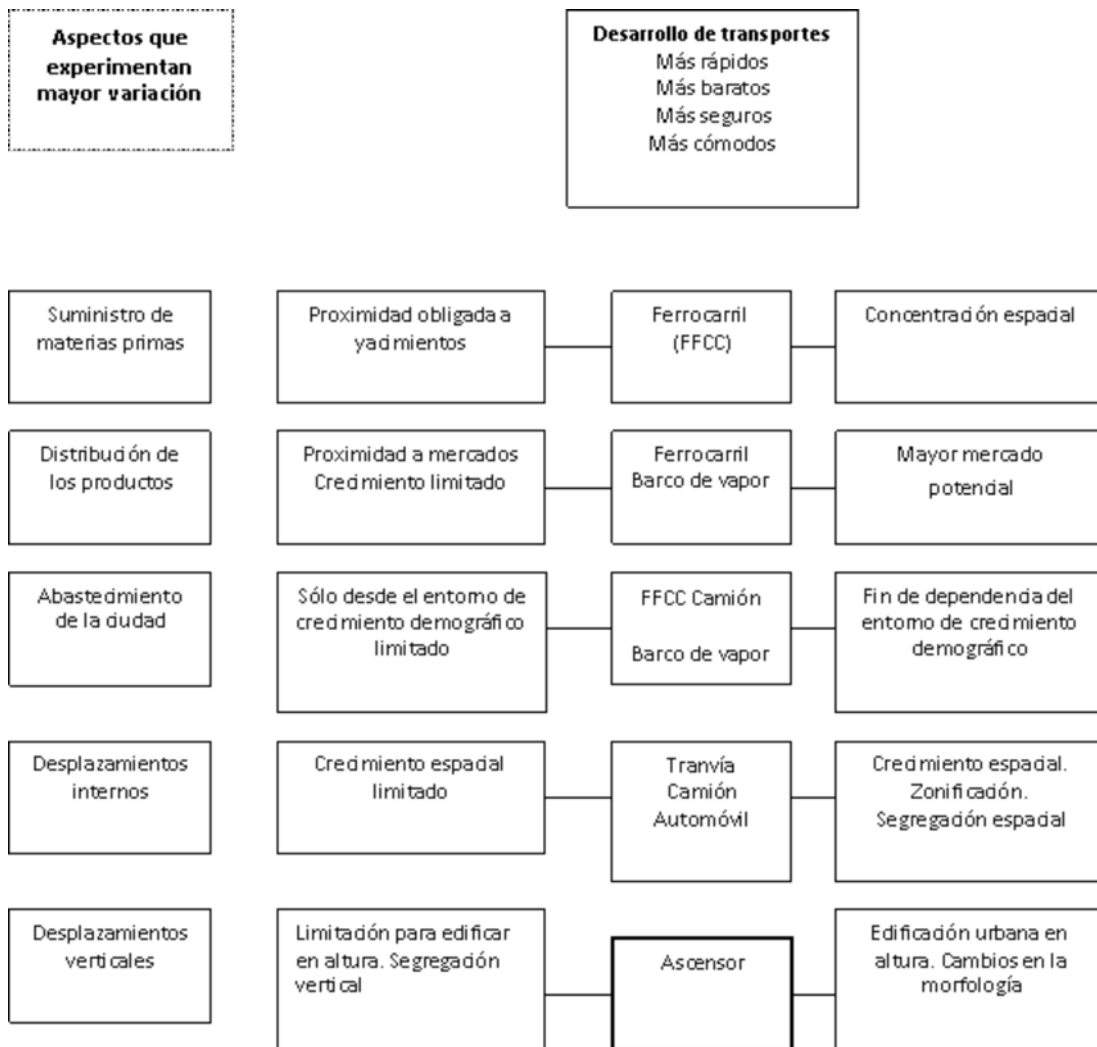 Aspectos que
experimentan
mayor variación
Desarrollo de transportes
Más rápidos
Más baratos
Más seguros
Más cómodos
Suministro de
materias primas
Proximidad obligada a
yacimientos
Ferrocarril
(FFCC)
Concentración espacial
Distribución de
los productos
Proximidad a mercados
Crecimiento limitado
Ferrocarril
Barco de vapor
Mayor mercado
potencial
Abastecimiento
de la ciudad
Sólo desde el entorno de
crecimiento demográfico
limitado
FFCC Camión
Barco de vapor
Fin de dependencia del
entorno de crecimiento
demográfico
Desplazamientos
internos
Crecimiento espacial
limitado
Tranvía
Camión
Automóvil
Crecimiento espacial.
Zonificación.
Segregación espacial
Desplazamientos
verticales
Limitación para edificar
en altura. Segregación
vertical
Ascensor
Edificación urbana en
altura. Cambios en la
morfología